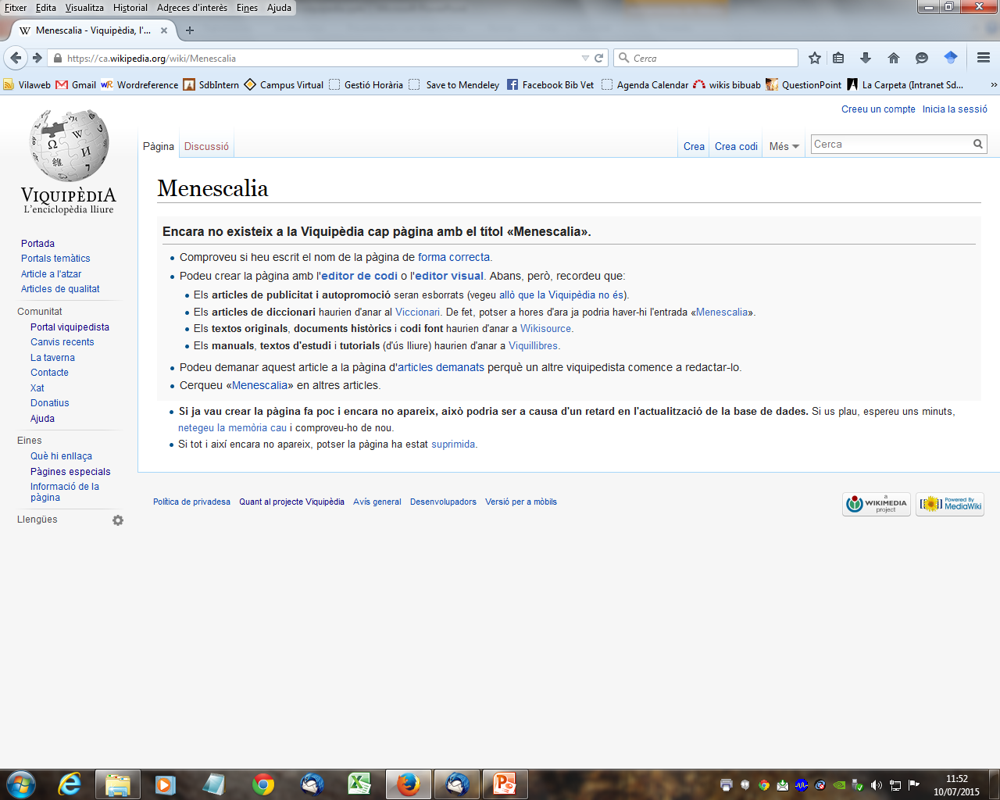 Fitxer Edita Visualitza Historial Adreces d'interès Eines Ajuda
Menescalia - Viquipèdia, l'...
https://ca.wikipedia.org/wiki/Menescalia
Cerca
Vilaweb Gmail Wordreference SdbIntern Campus Virtual Gestió Horària Save to Mendeley Facebook Bib Vet Agenda Calendar wikis bibuab QuestionPoint La Carpeta (Intranet Sd...
Creeu un compte Inicia la sessió
Pàgina Discussió Crea Crea codi Més Cerca
VIQUIPÈDIA
L'enciclopèdia lliure
Portada
Portals temàtics
Article a l'atzar
Articles de qualitat
Comunitat
Portal viquipedista
Canvis recents
La taverna
Contacte
Xat
Donatius
Ajuda
Eines
Què hi enllaça
Pàgines especials
Informació de la
pàgina
Llengües
Menescalia
Encara no existeix a la Viquipèdia cap pàgina amb el títol «Menescalia».
Comproveu si heu escrit el nom de la pàgina de forma correcta.
Podeu crear la pàgina amb l'editor de codi o l'editor visual. Abans, però, recordeu que:
Els articles de publicitat i autopromoció seran esborrats (vegeu allò que la Viquipèdia no és).
Els articles de diccionari haurien d'anar al Viccionari. De fet, potser a hores d'ara ja podria haver-hi l'entrada «Menescalia».
Els textos originals, documents històrics i codi font haurien d'anar a Wikisource.
Els manuals, textos d'estudi i tutorials (d'ús lliure) haurien d'anar a Viquillibres.
Podeu demanar aquest article a la pàgina d'articles demanats perquè un altre viquipedista comence a redactar-lo.
Cerqueu «Menescalia» en altres articles.
Si ja vau crear la pàgina fa poc i encara no apareix, això podria ser a causa d'un retard en l'actualització de la base de dades. Si us plau, espereu uns minuts,
netegeu la memòria cau i comproveu-ho de nou.
Si tot i així encara no apareix, potser la pàgina ha estat suprimida.
Política de privadesa Quant al projecte Viquipèdia Avís general Desenvolupadors Versió per a mòbils
a
WIKIMEDIA
project
Powered By
MediaWiki
11:52
10/07/2015